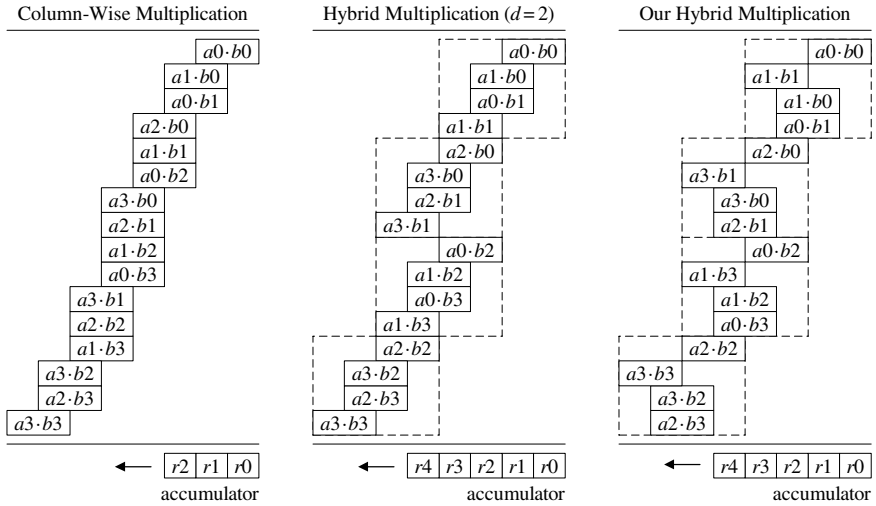 Column-Wise Multiplication
a0·b0
a1·b0
a0·b1
a2·b0
a1·b1
a0·b2
a3·b0
a2·b1
a1·b2
a0·b3
a3·b1
a2·b2
a1·b3
a3·b2
a2·b3
a3·b3
r2 r1 r0
accumulator
Hybrid Multiplication (d=2)
a0·b0
a1·b0
a0·b1
a1·b1
a2·b0
a3·b0
a2·b1
a3·b1
a0·b2
a1·b2
a0·b3
a1·b3
a2·b2
a3·b2
a2·b3
a3·b3
r4 r3 r2 r1 r0
accumulator
Our Hybrid Multiplication
a0·b0
a1·b1
a1·b0
a0·b1
a2·b0
a3·b1
a3·b0
a2·b1
a0·b2
a1·b3
a1·b2
a0·b3
a2·b2
a3·b3
a3·b2
a2·b3
r4 r3 r2 r1 r0
accumulator